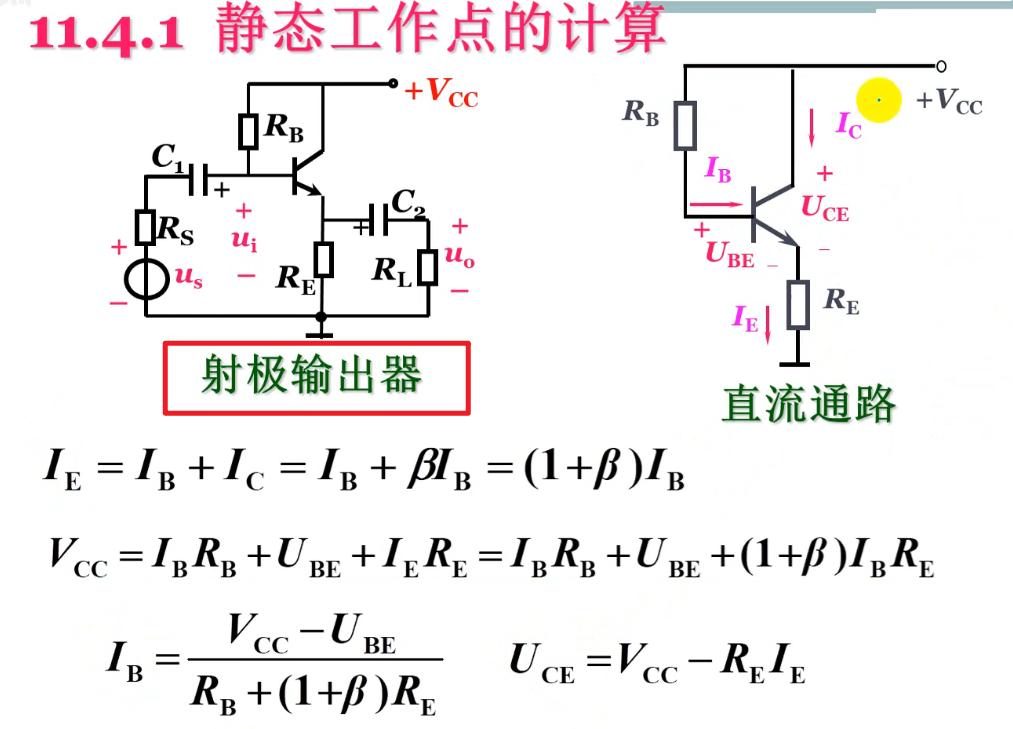 11.4.1 静态工作点的计算
+VCC
RB
C1
+
RS
+
us
−
+
ui
−
RE
+
C2
RL
+
uo
−
射极输出器
RB
IC
+VCC
IB
+
UCE
−
+
UBE
−
IE
RE
直流通路
IE = IB + IC = IB + βIB = (1+β)IB
VCC = IBRB + UBE + IERE = IBRB + UBE + (1+β)IBRE
IB = (VCC − UBE) / (RB + (1+β)RE)
UCE = VCC − REIE